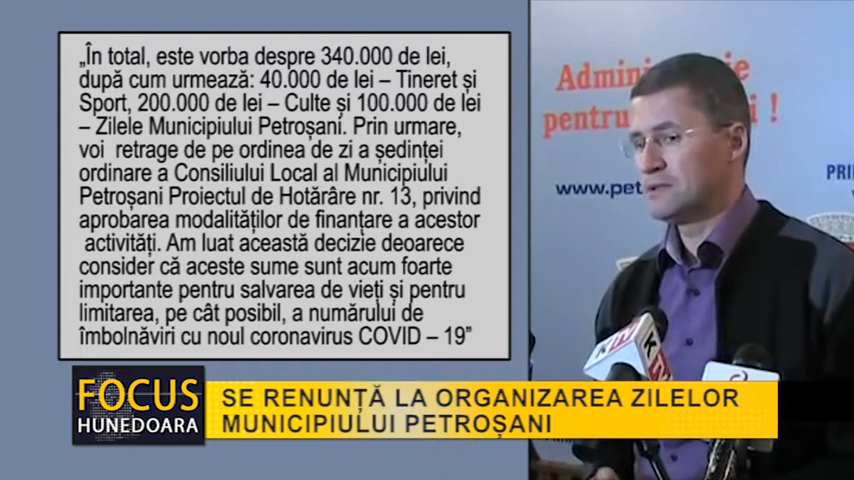 „În total, este vorba despre 340.000 de lei,
după cum urmează: 40.000 de lei – Tineret și
Sport, 200.000 de lei – Culte și 100.000 de lei
– Zilele Municipiului Petroșani. Prin urmare,
voi retrage de pe ordinea de zi a ședinței
ordinare a Consiliului Local al Municipiului
Petroșani Proiectul de Hotărâre nr. 13, privind
aprobarea modalităților de finanțare a acestor
activități. Am luat această decizie deoarece
consider că aceste sume sunt acum foarte
importante pentru salvarea de vieți și pentru
limitarea, pe cât posibil, a numărului de
îmbolnăviri cu noul coronavirus COVID – 19”
pentru
!
www.pet
K
K
FOCUS
HUNEDOARA
SE RENUNȚĂ LA ORGANIZAREA ZILELOR
MUNICIPIULUI PETROȘANI